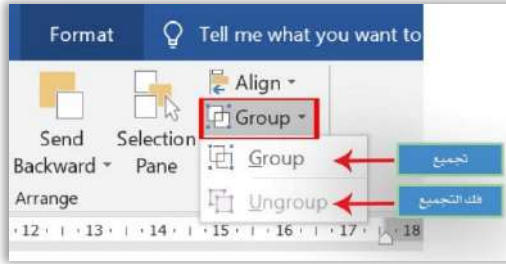 Format Tell me what you want to
Align
Group
Send Backward
Selection Pane
Group تجميع
Ungroup فك التجميع
Arrange
12 13 14 15 16 17 18